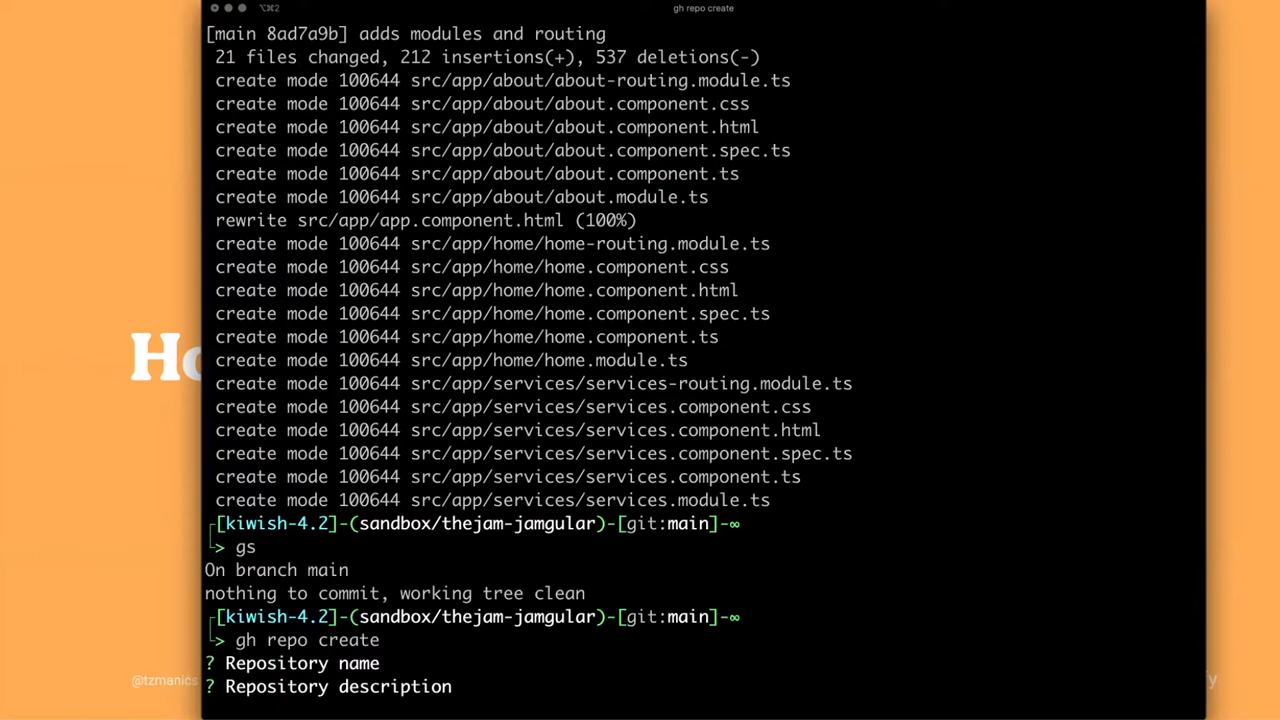 ⌥⌘2
gh repo create
[main 8ad7a9b] adds modules and routing
21 files changed, 212 insertions(+), 537 deletions(-)
create mode 100644 src/app/about/about-routing.module.ts
create mode 100644 src/app/about/about.component.css
create mode 100644 src/app/about/about.component.html
create mode 100644 src/app/about/about.component.spec.ts
create mode 100644 src/app/about/about.component.ts
create mode 100644 src/app/about/about.module.ts
rewrite src/app/app.component.html (100%)
create mode 100644 src/app/home/home-routing.module.ts
create mode 100644 src/app/home/home.component.css
create mode 100644 src/app/home/home.component.html
create mode 100644 src/app/home/home.component.spec.ts
create mode 100644 src/app/home/home.component.ts
create mode 100644 src/app/home/home.module.ts
create mode 100644 src/app/services/services-routing.module.ts
create mode 100644 src/app/services/services.component.css
create mode 100644 src/app/services/services.component.html
create mode 100644 src/app/services/services.component.spec.ts
create mode 100644 src/app/services/services.component.ts
create mode 100644 src/app/services/services.module.ts
┌[kiwish-4.2]-(sandbox/thejam-jamgular)-[git:main]-∞
└> gs
On branch main
nothing to commit, working tree clean
┌[kiwish-4.2]-(sandbox/thejam-jamgular)-[git:main]-∞
└> gh repo create
? Repository name
? Repository description
Ho
@tzmanics